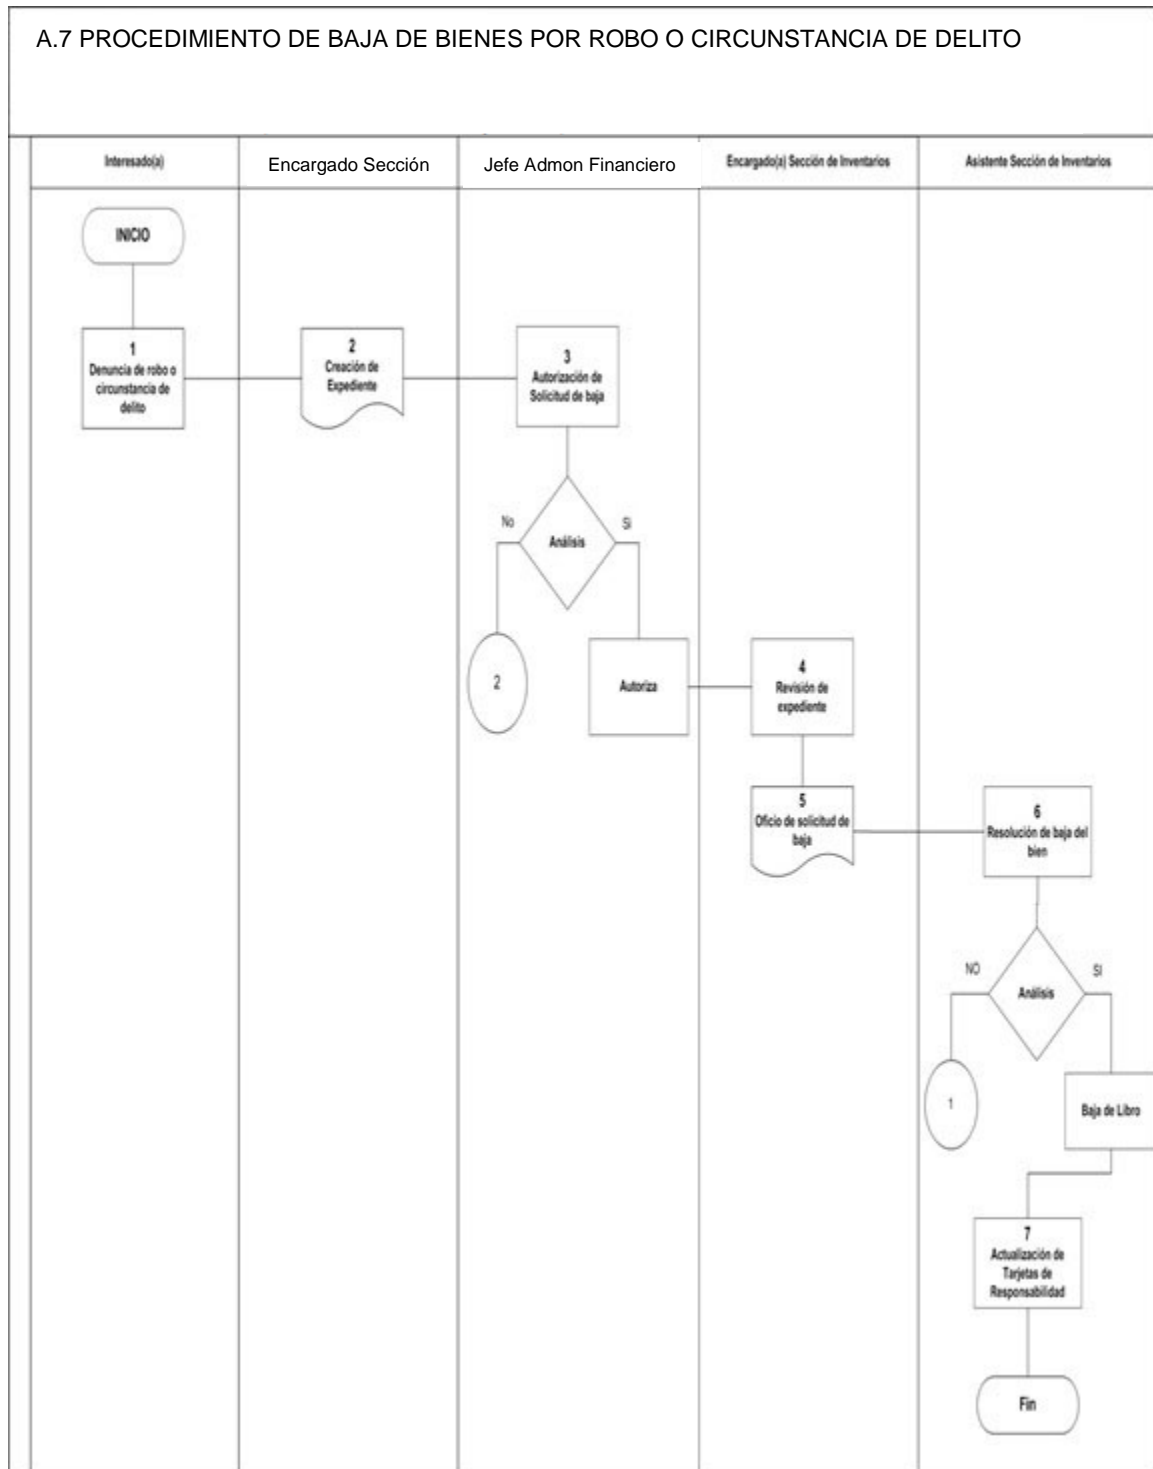 A.7 PROCEDIMIENTO DE BAJA DE BIENES POR ROBO O CIRCUNSTANCIA DE DELITO
Interesado(a)
Encargado Sección
Jefe Admon Financiero
Encargado(a) Sección de Inventarios
Asistente Sección de Inventarios
INICIO
1
Denuncia de robo o
circunstancia de
delito
2
Creación de
Expediente
3
Autorización de
Solicitud de baja
No
Si
Análisis
2
Autoriza
4
Revisión de
expediente
5
Oficio de solicitud de
baja
6
Resolución de baja del
bien
NO
SI
Análisis
1
Baja de Libro
7
Actualización de
Tarjetas de
Responsabilidad
Fin